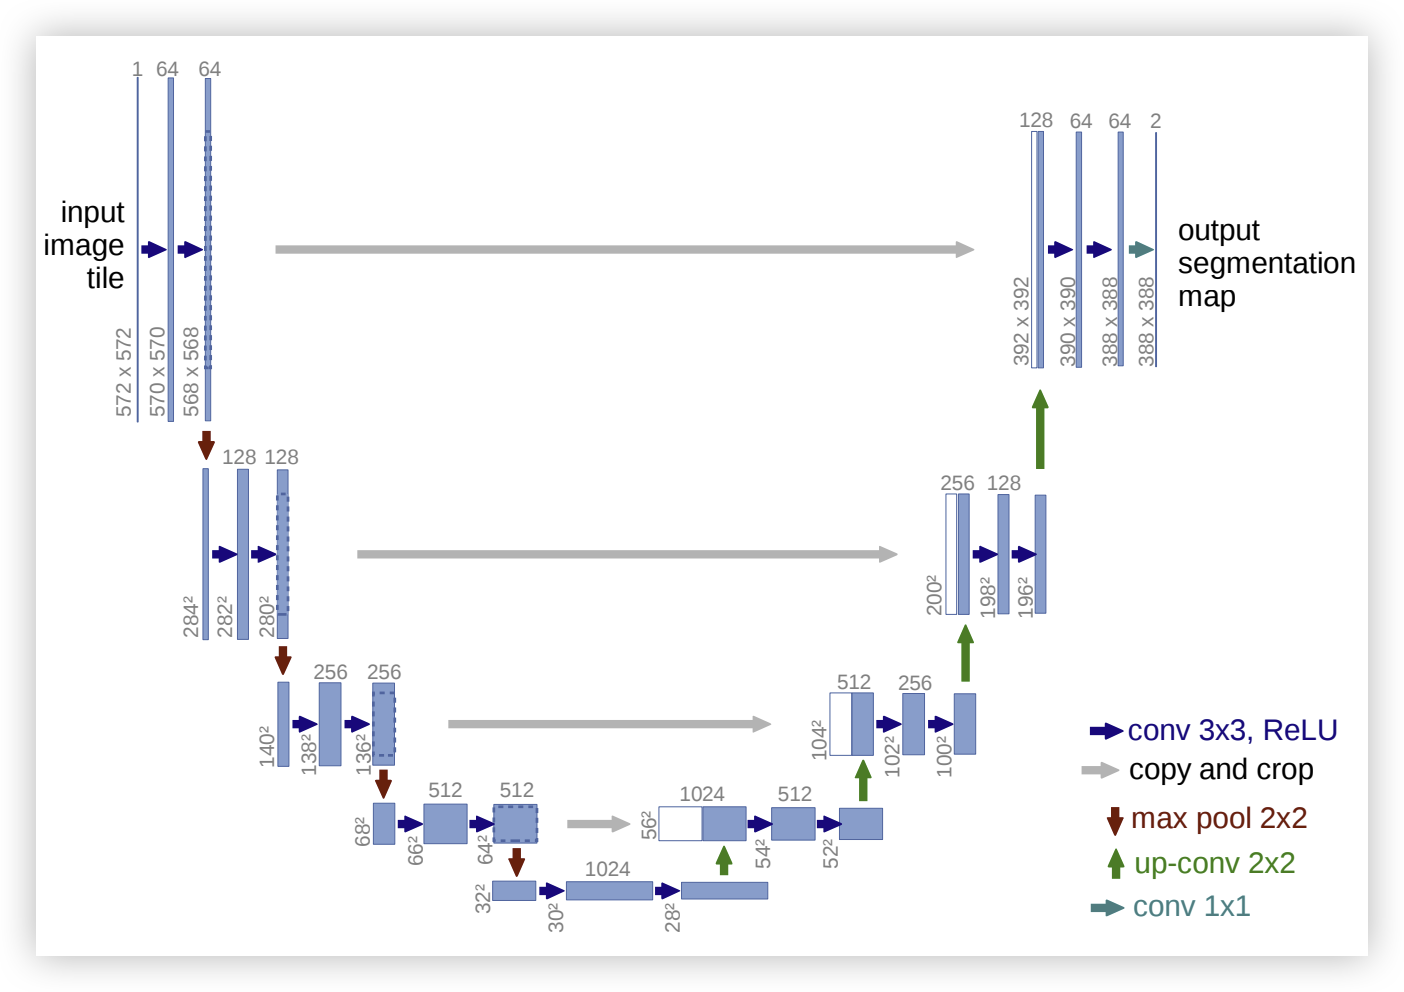 1 64 64
input
image
tile
572 x 572
570 x 570
568 x 568
128 64 64 2
output
segmentation
map
392 x 392
390 x 390
388 x 388
388 x 388
128 128
284²
282²
280²
256 128
200²
198²
196²
256 256
140²
138²
136²
512 256
104²
102²
100²
512 512
68²
66²
64²
1024 512
56²
54²
52²
1024
32²
30²
28²
conv 3x3, ReLU
copy and crop
max pool 2x2
up-conv 2x2
conv 1x1